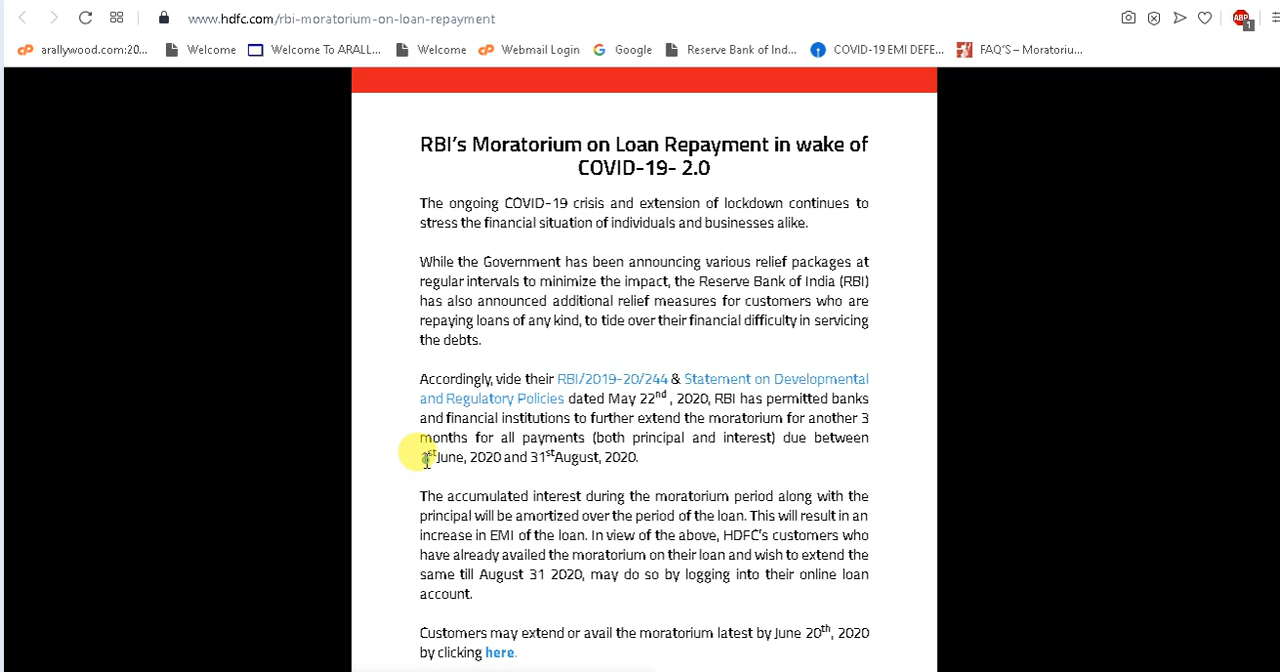 www.hdfc.com/rbi-moratorium-on-loan-repayment
ABP
1
cP arallywood.com:20... Welcome Welcome To ARALL... Welcome cP Webmail Login G Google Reserve Bank of Ind... COVID-19 EMI DEFE... FAQ'S – Moratoriu...
RBI's Moratorium on Loan Repayment in wake of
COVID-19- 2.0
The ongoing COVID-19 crisis and extension of lockdown continues to
stress the financial situation of individuals and businesses alike.
While the Government has been announcing various relief packages at
regular intervals to minimize the impact, the Reserve Bank of India (RBI)
has also announced additional relief measures for customers who are
repaying loans of any kind, to tide over their financial difficulty in servicing
the debts.
Accordingly, vide their RBI/2019-20/244 & Statement on Developmental
and Regulatory Policies dated May 22nd , 2020, RBI has permitted banks
and financial institutions to further extend the moratorium for another 3
months for all payments (both principal and interest) due between
1stJune, 2020 and 31stAugust, 2020.
The accumulated interest during the moratorium period along with the
principal will be amortized over the period of the loan. This will result in an
increase in EMI of the loan. In view of the above, HDFC's customers who
have already availed the moratorium on their loan and wish to extend the
same till August 31 2020, may do so by logging into their online loan
account.
Customers may extend or avail the moratorium latest by June 20th, 2020
by clicking here.